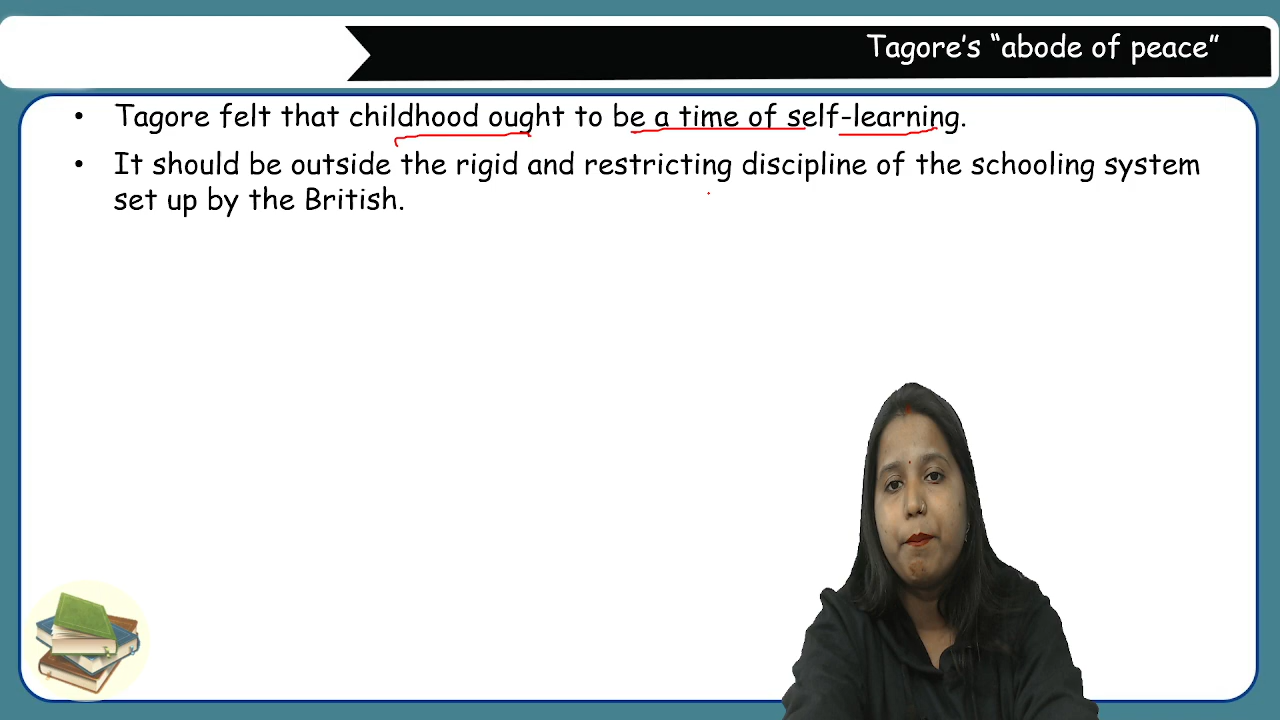 Tagore's “abode of peace”
• Tagore felt that childhood ought to be a time of self-learning.
• It should be outside the rigid and restricting discipline of the schooling system
set up by the British.